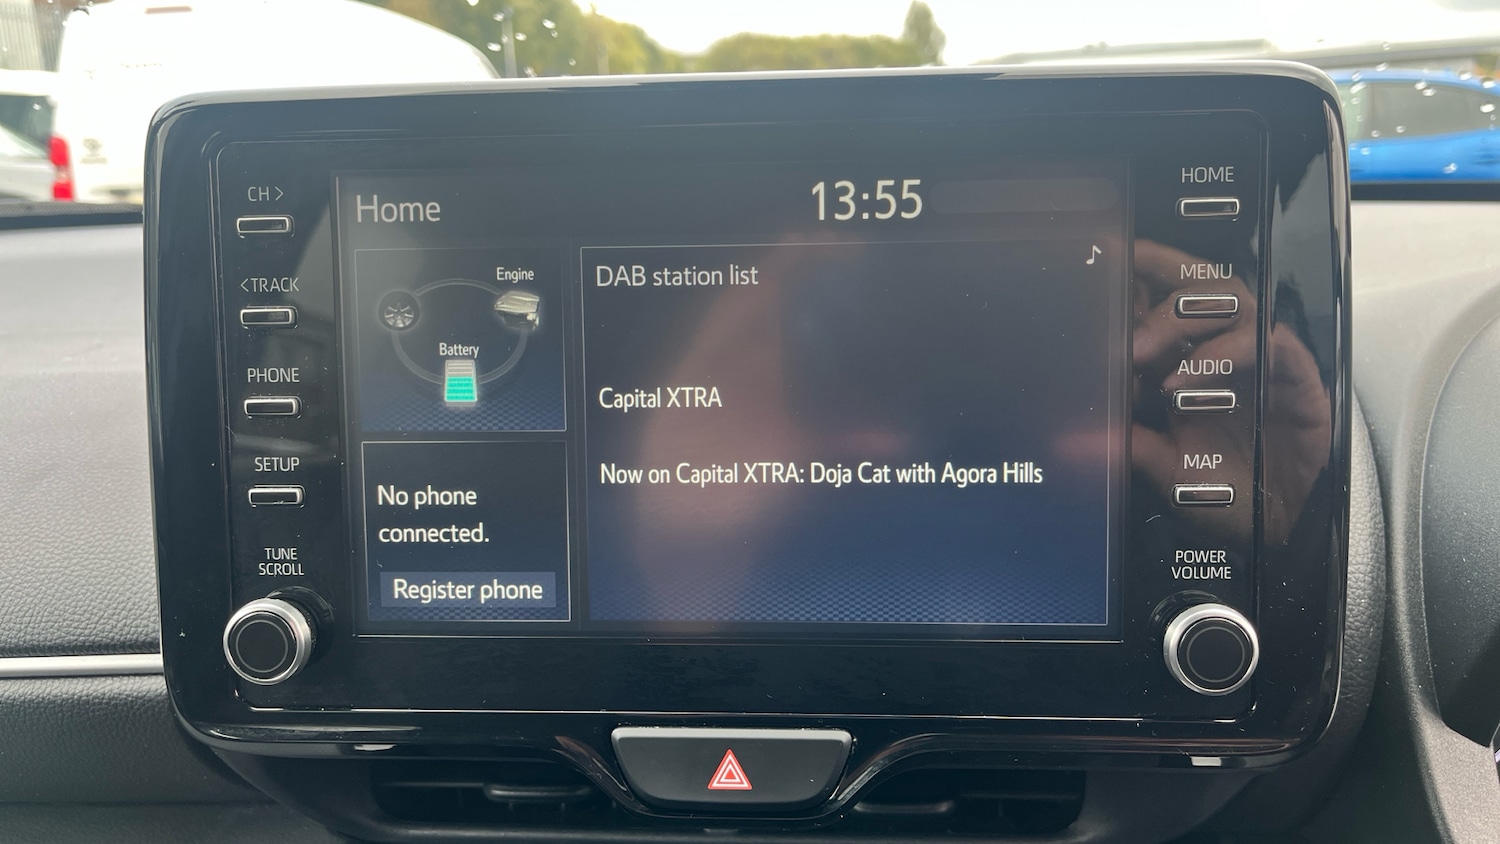 CH >
<TRACK
PHONE
SETUP
TUNE
SCROLL
Home
13:55
Engine
Battery
No phone
connected.
Register phone
DAB station list
Capital XTRA
Now on Capital XTRA: Doja Cat with Agora Hills
HOME
MENU
AUDIO
MAP
POWER
VOLUME